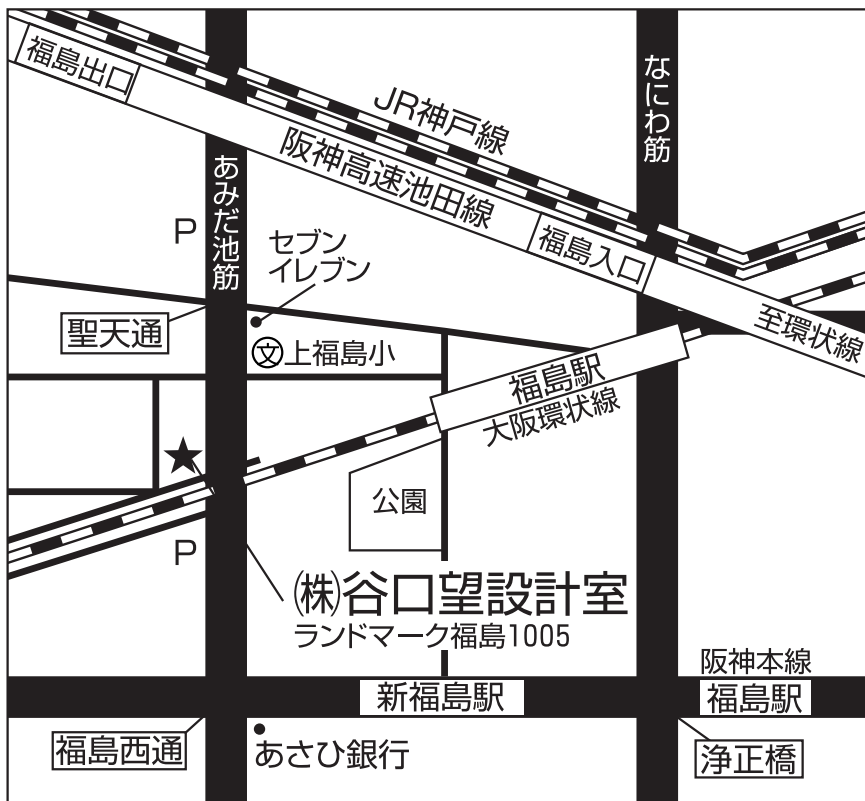 福島出口
JR神戸線
なにわ筋
阪神高速池田線
あみだ池筋
P
セブン
イレブン
福島入口
聖天通
至環状線
文上福島小
福島駅
大阪環状線
公園
P
(株)谷口望設計室
ランドマーク福島1005
阪神本線
新福島駅
福島駅
福島西通
あさひ銀行
浄正橋